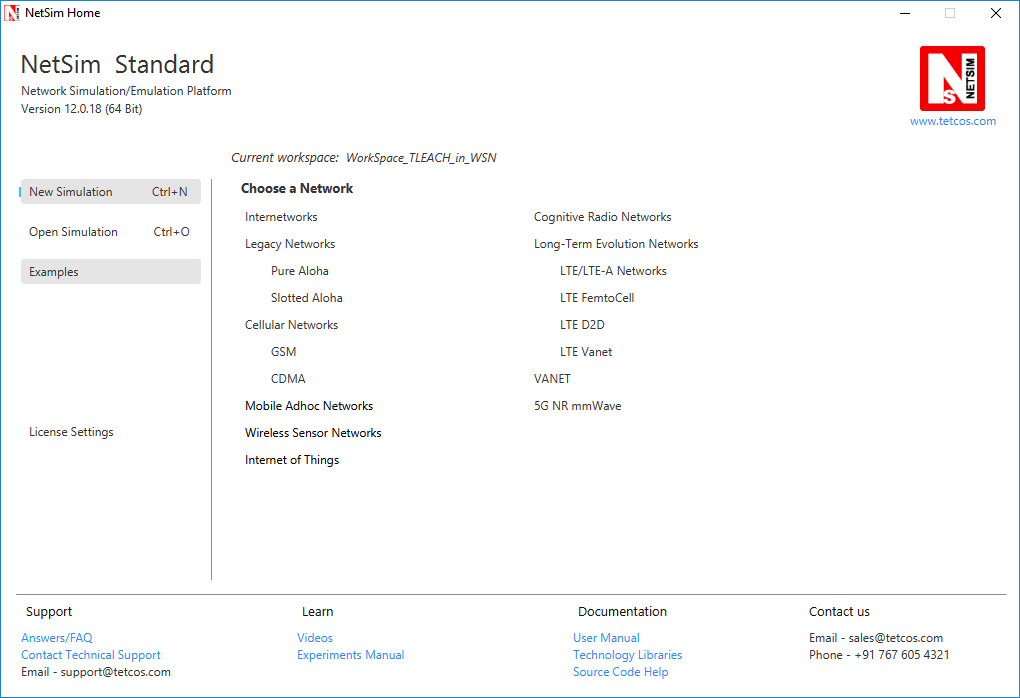 NetSim Home
NetSim Standard
Network Simulation/Emulation Platform
Version 12.0.18 (64 Bit)
N
S
NETSIM
www.tetcos.com
Current workspace: WorkSpace_TLEACH_in_WSN
New Simulation Ctrl+N
Open Simulation Ctrl+O
Examples
License Settings
Choose a Network
Internetworks
Legacy Networks
Pure Aloha
Slotted Aloha
Cellular Networks
GSM
CDMA
Mobile Adhoc Networks
Wireless Sensor Networks
Internet of Things
Cognitive Radio Networks
Long-Term Evolution Networks
LTE/LTE-A Networks
LTE FemtoCell
LTE D2D
LTE Vanet
VANET
5G NR mmWave
Support
Answers/FAQ
Contact Technical Support
Email - support@tetcos.com
Learn
Videos
Experiments Manual
Documentation
User Manual
Technology Libraries
Source Code Help
Contact us
Email - sales@tetcos.com
Phone - +91 767 605 4321